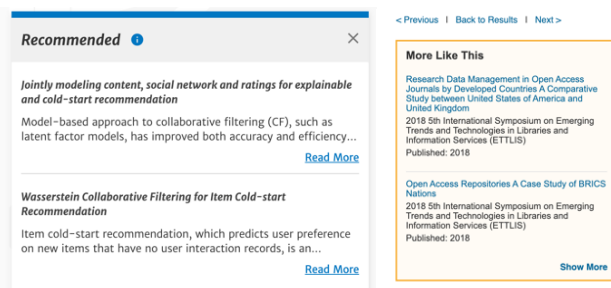 Recommended
Jointly modeling content, social network and ratings for explainable
and cold-start recommendation
Model-based approach to collaborative filtering (CF), such as
latent factor models, has improved both accuracy and efficiency...
Read More
Wasserstein Collaborative Filtering for Item Cold-start
Recommendation
Item cold-start recommendation, which predicts user preference
on new items that have no user interaction records, is an...
Read More
< Previous | Back to Results | Next >
More Like This
Research Data Management in Open Access
Journals by Developed Countries A Comparative
Study between United States of America and
United Kingdom
2018 5th International Symposium on Emerging
Trends and Technologies in Libraries and
Information Services (ETTLIS)
Published: 2018
Open Access Repositories A Case Study of BRICS
Nations
2018 5th International Symposium on Emerging
Trends and Technologies in Libraries and
Information Services (ETTLIS)
Published: 2018
Show More